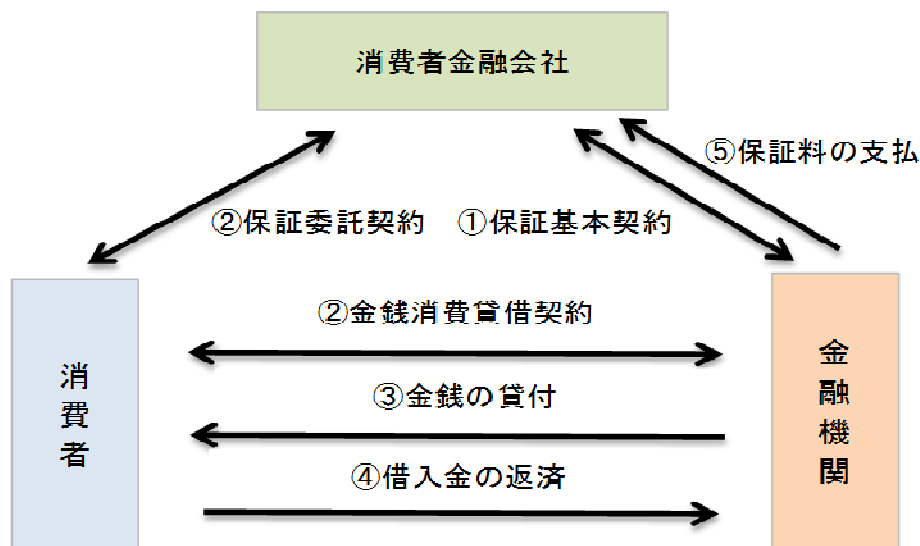 消費者金融会社
⑤保証料の支払
②保証委託契約
①保証基本契約
②金銭消費貸借契約
③金銭の貸付
④借入金の返済
消費者
金融機関